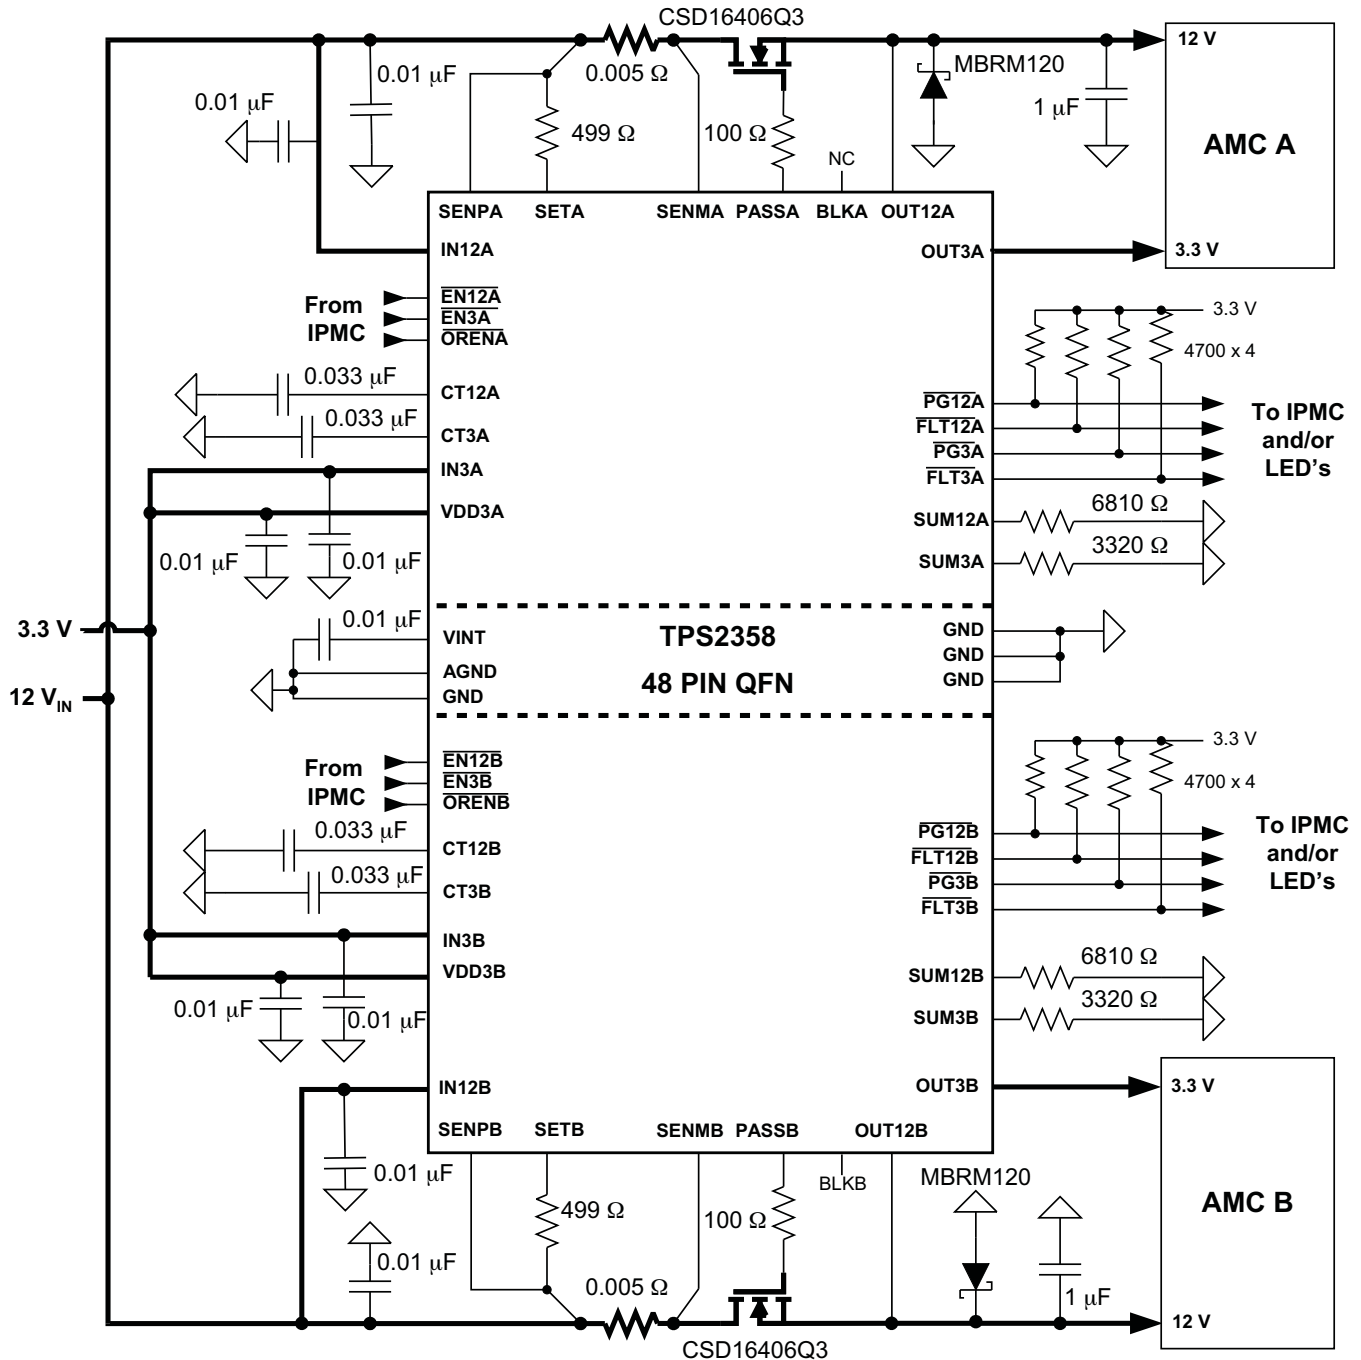 CSD16406Q3
12 V
0.01 μF
0.005 Ω
MBRM120
0.01 μF
499 Ω
100 Ω
1 μF
AMC A
NC
SENPA
SETA
SENMA
PASSA
BLKA
OUT12A
IN12A
OUT3A
3.3 V
From
IPMC
EN12A
EN3A
ORENA
3.3 V
4700 x 4
0.033 μF
CT12A
0.033 μF
CT3A
PG12A
FLT12A
PG3A
FLT3A
To IPMC
and/or
LED's
IN3A
VDD3A
0.01 μF
0.01 μF
SUM12A
6810 Ω
SUM3A
3320 Ω
3.3 V
12 VIN
0.01 μF
VINT
AGND
GND
TPS2358
48 PIN QFN
GND
GND
GND
From
IPMC
EN12B
EN3B
ORENB
3.3 V
4700 x 4
0.033 μF
CT12B
0.033 μF
CT3B
PG12B
FLT12B
PG3B
FLT3B
To IPMC
and/or
LED's
IN3B
VDD3B
0.01 μF
0.01 μF
SUM12B
6810 Ω
SUM3B
3320 Ω
IN12B
OUT3B
3.3 V
SENPB
SETB
SENMB
PASSB
OUT12B
0.01 μF
BLKB
MBRM120
499 Ω
100 Ω
AMC B
0.01 μF
0.005 Ω
1 μF
12 V
CSD16406Q3